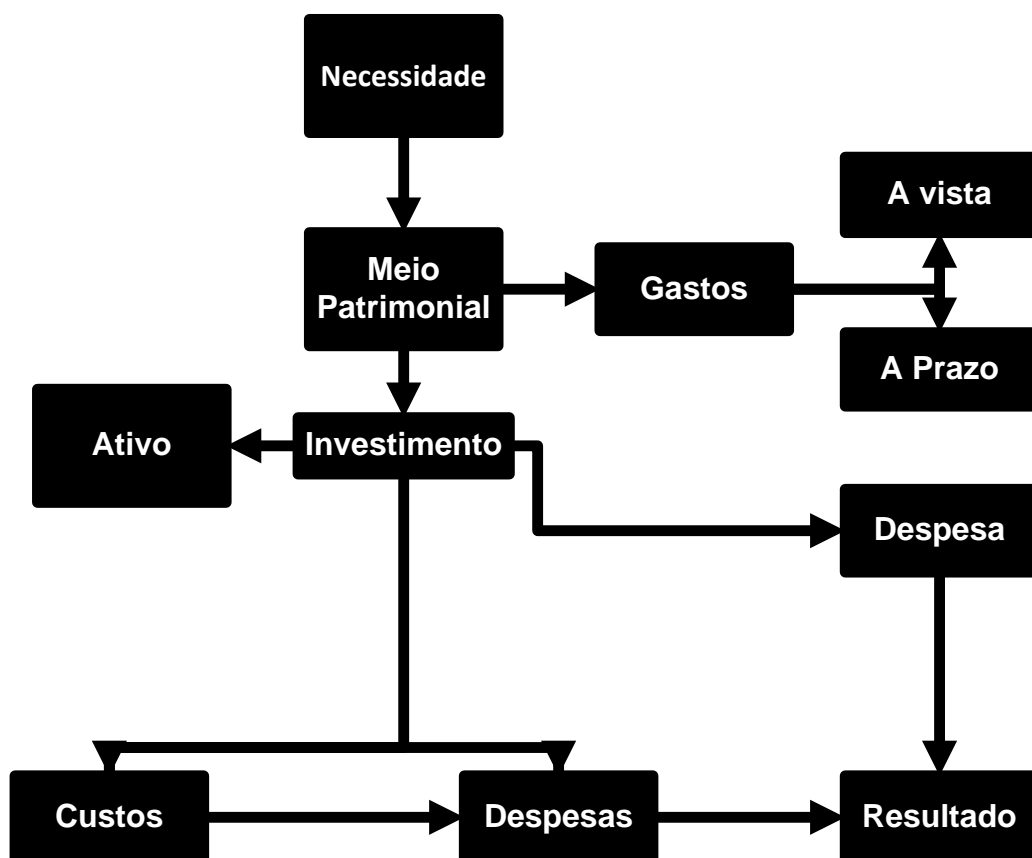 Necessidade
A vista
Meio
Patrimonial
Gastos
A Prazo
Ativo
Investimento
Despesa
Custos
Despesas
Resultado